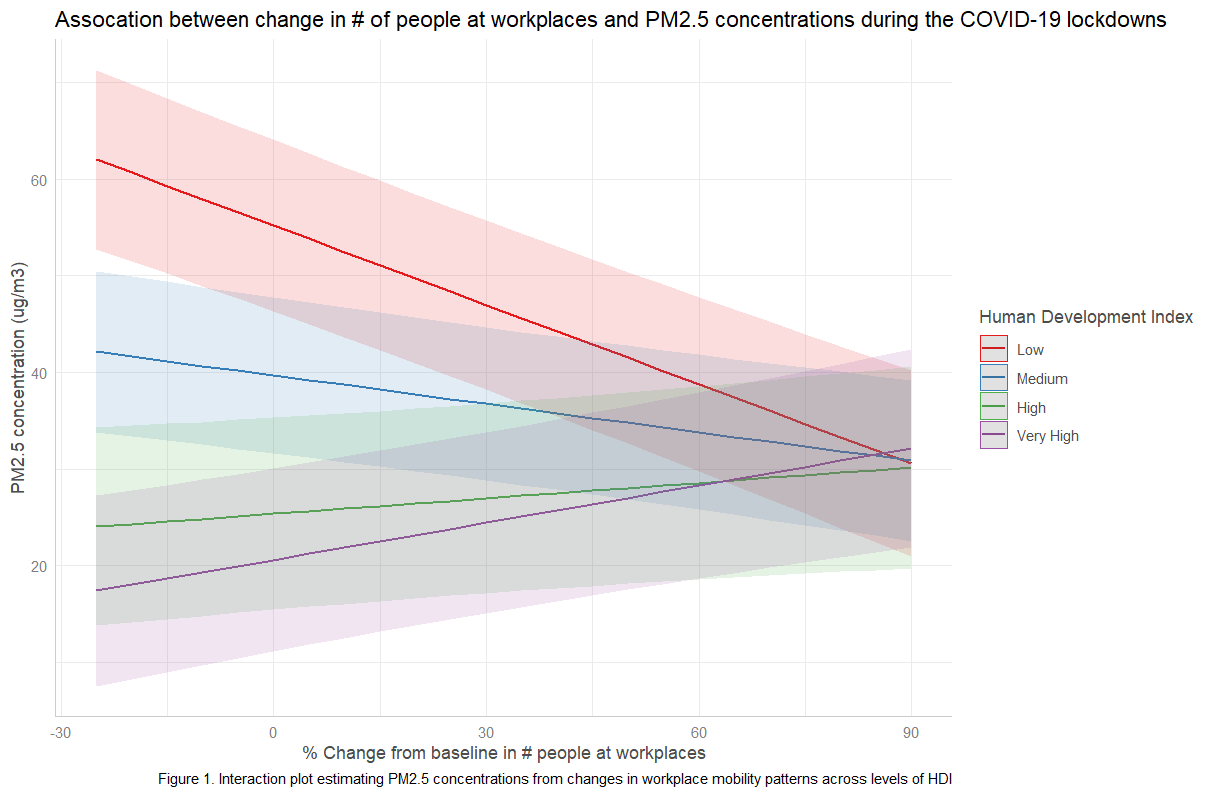 Assocation between change in # of people at workplaces and PM2.5 concentrations during the COVID-19 lockdowns
PM2.5 concentration (ug/m3)
60
40
20
-30
0
30
60
90
% Change from baseline in # people at workplaces
Human Development Index
Low
Medium
High
Very High
Figure 1. Interaction plot estimating PM2.5 concentrations from changes in workplace mobility patterns across levels of HDI